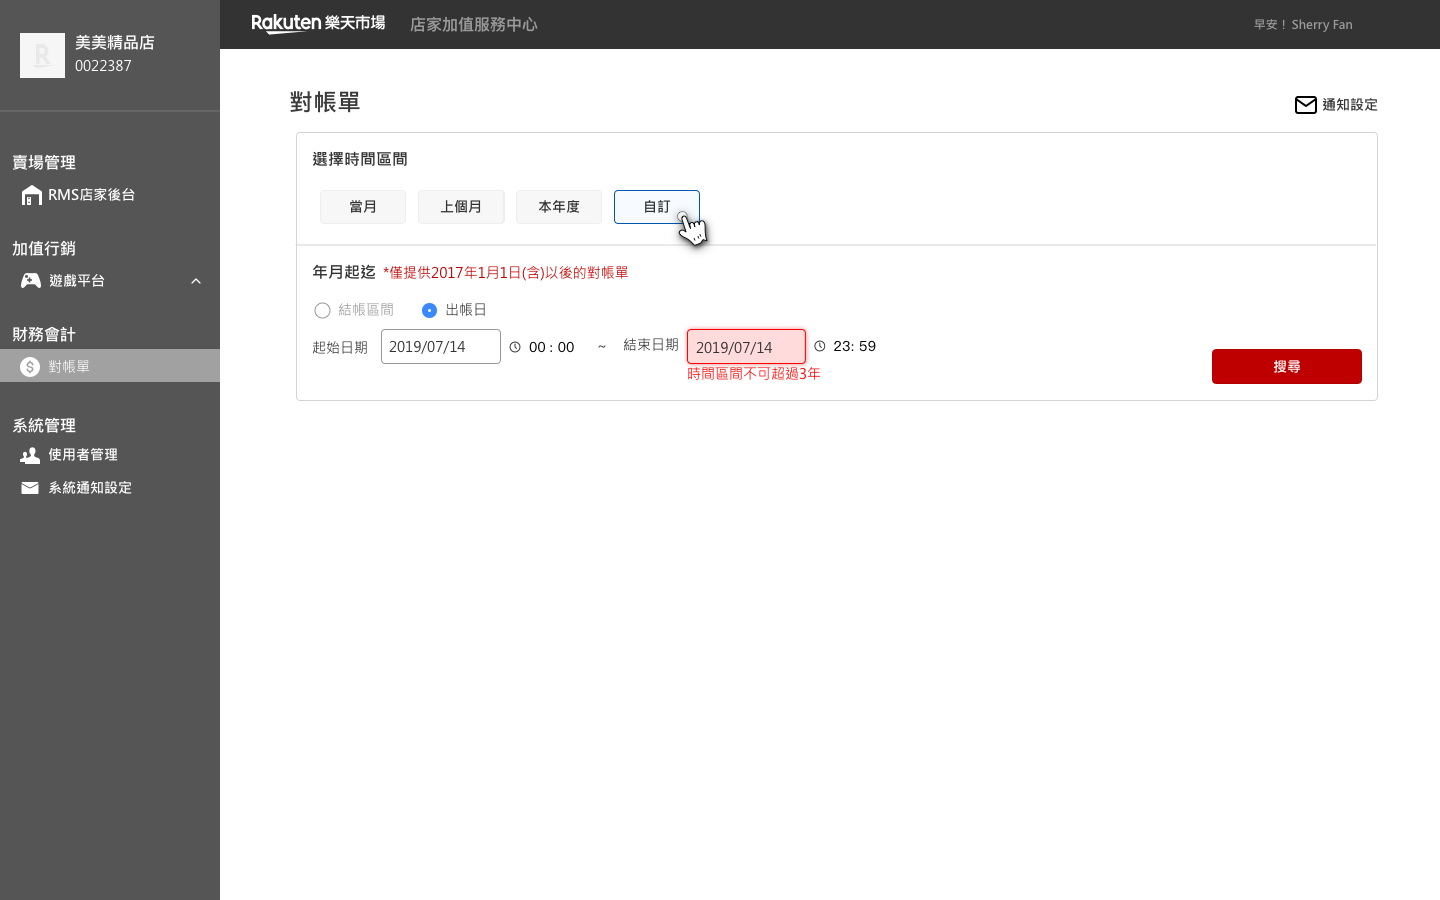 美美精品店
0022387
賣場管理
RMS店家後台
加值行銷
遊戲平台
財務會計
對帳單
系統管理
使用者管理
系統通知設定
Rakuten 樂天市場 店家加值服務中心
早安！Sherry Fan
對帳單
通知設定
選擇時間區間
當月 上個月 本年度 自訂
年月起迄 *僅提供2017年1月1日(含)以後的對帳單
結帳區間 出帳日
起始日期 2019/07/14 00 : 00 ~ 結束日期 2019/07/14 23: 59
時間區間不可超過3年
搜尋